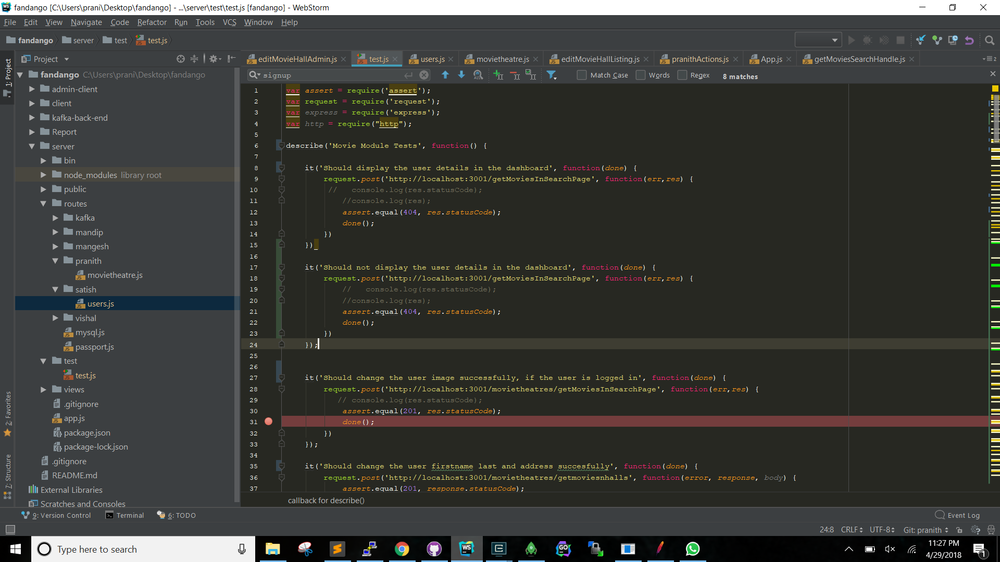 fandango [C:\Users\prani\Desktop\fandango] - ...\server\test\test.js [fandango] - WebStorm
File Edit View Navigate Code Refactor Run Tools VCS Window Help
fandango server test test.js
Project
editMovieHallAdmin.js test.js users.js movietheatre.js editMovieHallListing.js pranithActions.js App.js getMoviesSearchHandle.js 2
signup Match Case Words Regex 8 matches
1: Project
2: Favorites
7: Structure
fandango C:\Users\prani\Desktop\fandango
admin-client
client
kafka-back-end
Report
server
bin
node_modules library root
public
routes
kafka
mandip
mangesh
pranith
movietheatre.js
satish
users.js
vishal
mysql.js
passport.js
test
test.js
views
.gitignore
app.js
package.json
package-lock.json
.gitignore
README.md
External Libraries
Scratches and Consoles
1 var assert = require('assert');
2 var request = require('request');
3 var express = require('express');
4 var http = require("http");
5
6 describe('Movie Module Tests', function() {
7
8 it('Should display the user details in the dashboard', function(done) {
9 request.post('http://localhost:3001/getMoviesInSearchPage', function(err,res) {
10 // console.log(res.statusCode);
11 //console.log(res);
12 assert.equal(404, res.statusCode);
13 done();
14 })
15 })
16
17 it('Should not display the user details in the dashboard', function(done) {
18 request.post('http://localhost:3001/getMoviesInSearchPage', function(err,res) {
19 // console.log(res.statusCode);
20 //console.log(res);
21 assert.equal(404, res.statusCode);
22 done();
23 })
24 });
25
26
27 it('Should change the user image successfully, if the user is logged in', function(done) {
28 request.post('http://localhost:3001/movietheatres/getMoviesInSearchPage', function(err,res) {
29 // console.log(res.statusCode);
30 assert.equal(201, res.statusCode);
31 done();
32 })
33 });
34
35 it('Should change the user firstname last and address succesfully', function(done) {
36 request.post('http://localhost:3001/movietheatres/getmoviesnhalls', function(error, response, body) {
37 assert.equal(201, response.statusCode);
callback for describe()
9: Version Control Terminal 6: TODO Event Log
24:8 CRLF UTF-8 Git: pranith
Type here to search
11:27 PM
4/29/2018
1